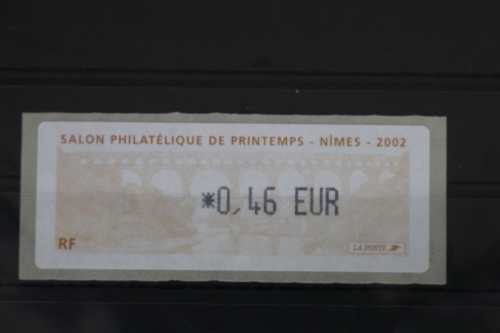 SALON PHILATÉLIQUE DE PRINTEMPS - NÎMES - 2002
*0,46 EUR
RF
LA POSTE